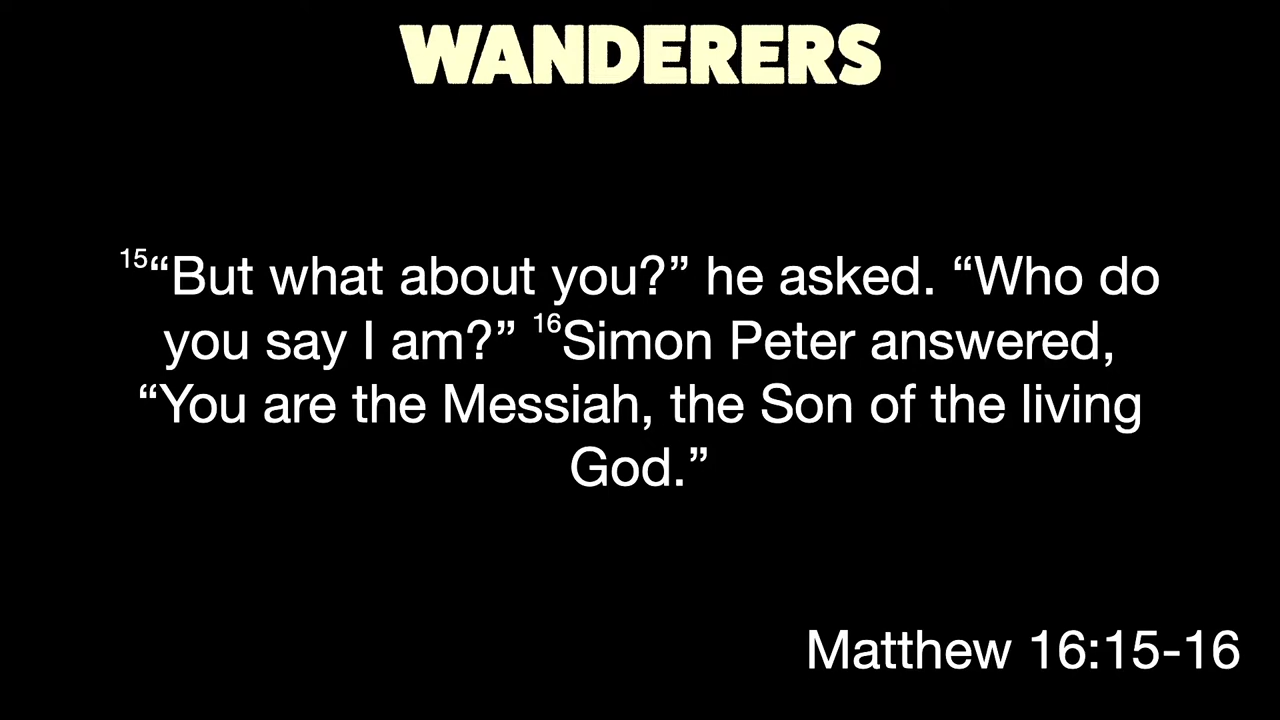 WANDERERS
15“But what about you?” he asked. “Who do
you say I am?” 16Simon Peter answered,
“You are the Messiah, the Son of the living
God.”
Matthew 16:15-16